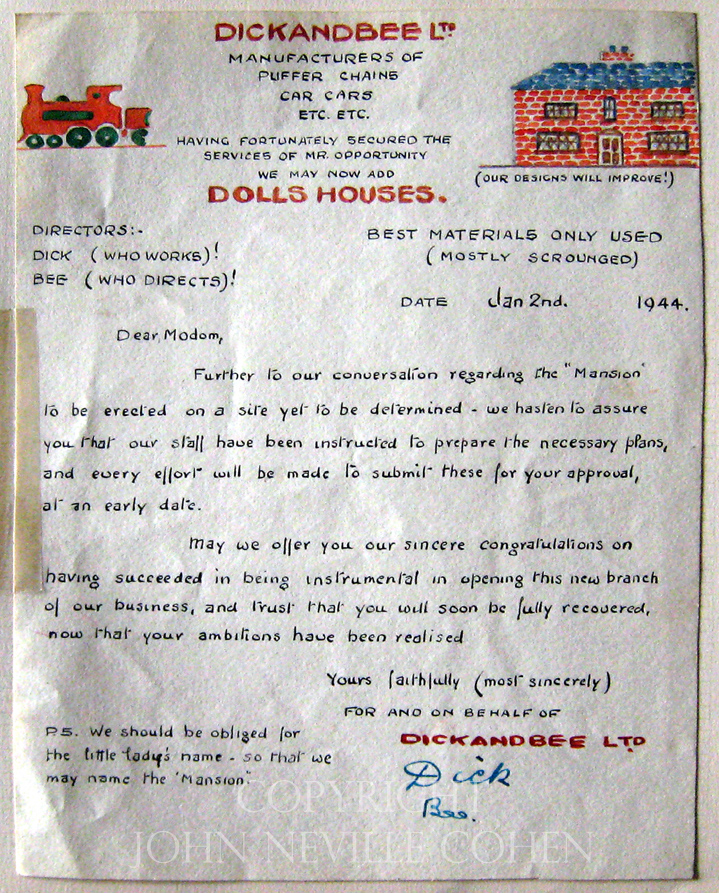 DICKANDBEE LTD
MANUFACTURERS OF
PUFFER CHAINS
CAR CARS
ETC. ETC.
HAVING FORTUNATELY SECURED THE
SERVICES OF MR. OPPORTUNITY
WE MAY NOW ADD
DOLLS HOUSES.
(OUR DESIGNS WILL IMPROVE!)
DIRECTORS:-
DICK (WHO WORKS)!
BEE (WHO DIRECTS)!
BEST MATERIALS ONLY USED
(MOSTLY SCROUNGED)
DATE Jan 2nd. 1944.
Dear Modom,
Further to our conversation regarding the "Mansion"
to be erected on a site yet to be determined - we hasten to assure
you that our staff have been instructed to prepare the necessary plans,
and every effort will be made to submit these for your approval,
at an early date.
May we offer you our sincere congratulations on
having succeeded in being instrumental in opening this new branch
of our business, and trust that you will soon be fully recovered,
now that your ambitions have been realised
Yours faithfully (most sincerely)
FOR AND ON BEHALF OF
DICKANDBEE LTD
Dick
Bee.
P.S. We should be obliged for
the little lady's name - so that we
may name the "Mansion".
COPYRIGHT
JOHN NEVILLE COHEN